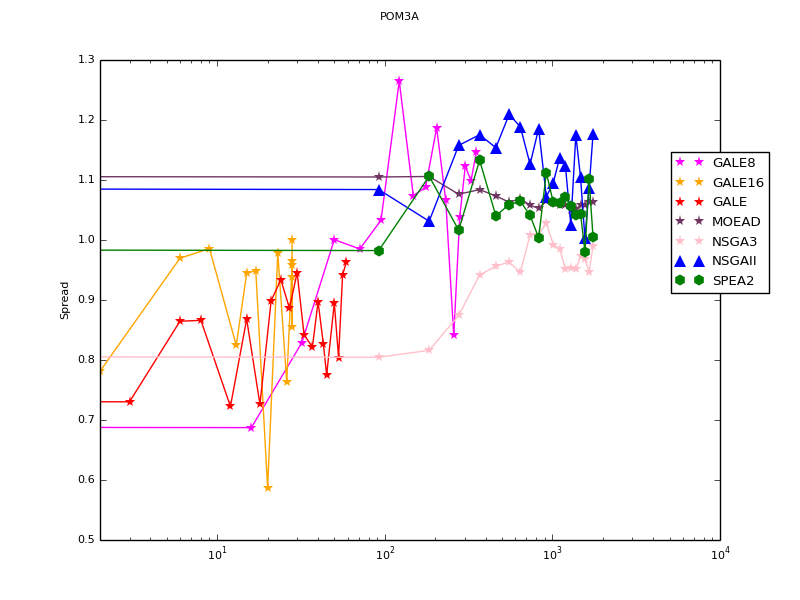 POM3A
1.3
1.2
1.1
1.0
0.9
0.8
0.7
0.6
0.5
Spread
10^1
10^2
10^3
10^4
GALE8
GALE16
GALE
MOEAD
NSGA3
NSGAII
SPEA2